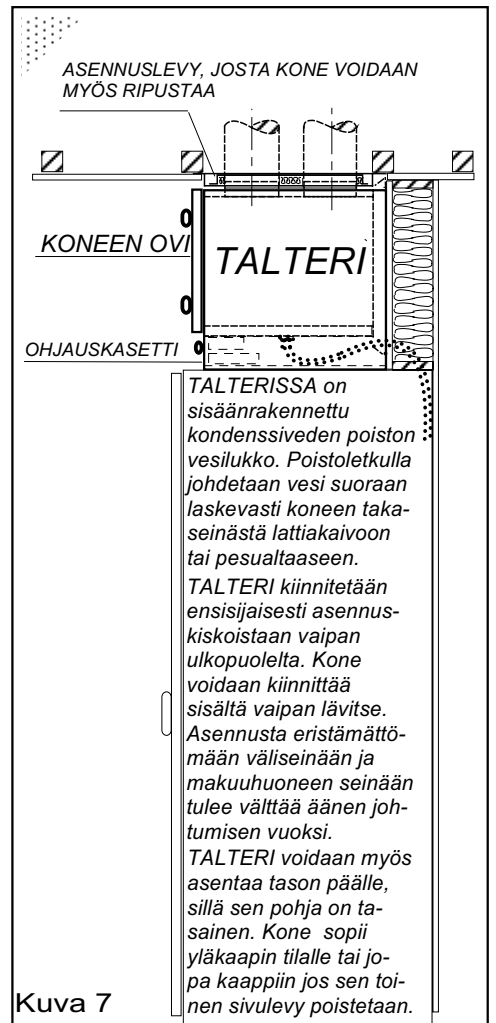 ASENNUSLEVY, JOSTA KONE VOIDAAN
MYÖS RIPUSTAA
KONEEN OVI
TALTERI
OHJAUSKASETTI
TALTERISSA on
sisäänrakennettu
kondenssiveden poiston
vesilukko. Poistoletkulla
johdetaan vesi suoraan
laskevasti koneen taka-
seinästä lattiakaivoon
tai pesualtaaseen.
TALTERI kiinnitetään
ensisijaisesti asennus-
kiskoistaan vaipan
ulkopuolelta. Kone
voidaan kiinnittää
sisältä vaipan lävitse.
Asennusta eristämättö-
mään väliseinään ja
makuuhuoneen seinään
tulee välttää äänen joh-
tumisen vuoksi.
TALTERI voidaan myös
asentaa tason päälle,
sillä sen pohja on ta-
sainen. Kone sopii
yläkaapin tilalle tai jo-
pa kaappiin jos sen toi-
nen sivulevy poistetaan.
Kuva 7